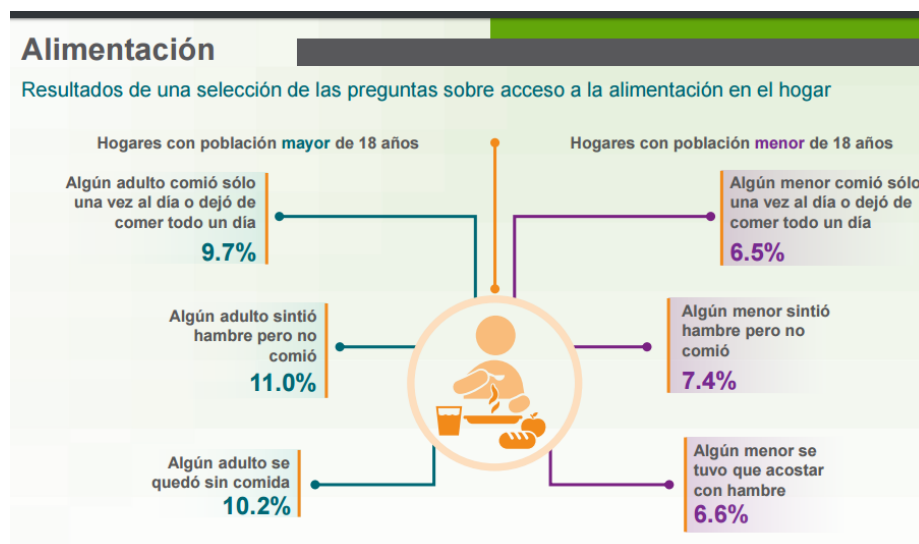 Alimentación
Resultados de una selección de las preguntas sobre acceso a la alimentación en el hogar
Hogares con población mayor de 18 años
Algún adulto comió sólo
una vez al día o dejó de
comer todo un día
9.7%
Algún adulto sintió
hambre pero no
comió
11.0%
Algún adulto se
quedó sin comida
10.2%
Hogares con población menor de 18 años
Algún menor comió sólo
una vez al día o dejó de
comer todo un día
6.5%
Algún menor sintió
hambre pero no
comió
7.4%
Algún menor se
tuvo que acostar
con hambre
6.6%